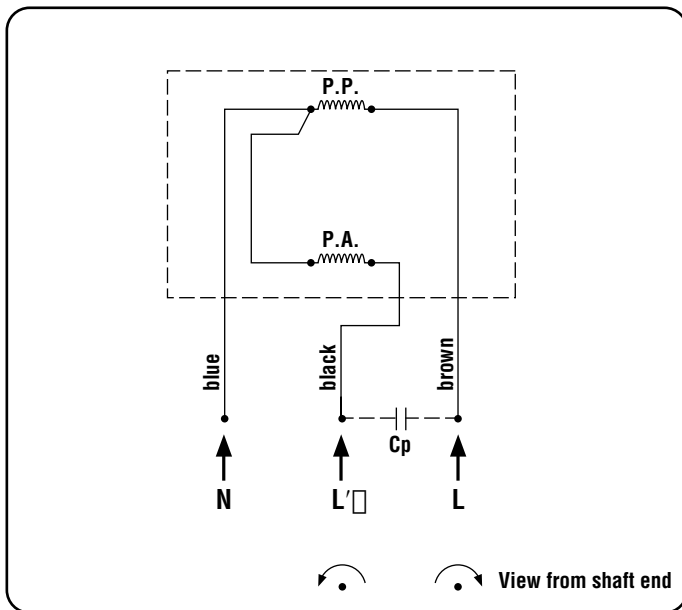 P.P.
P.A.
blue
black
brown
Cp
N
L'
L
View from shaft end